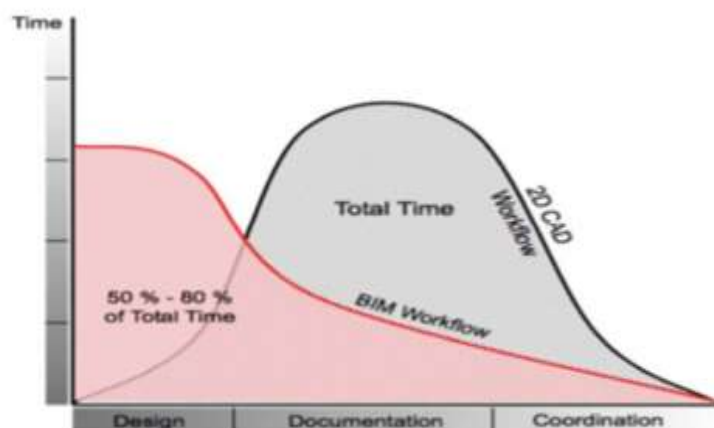 Time
Total Time
2D CAD
Workflow
50 % - 80 %
of Total Time
BIM Workflow
Design
Documentation
Coordination